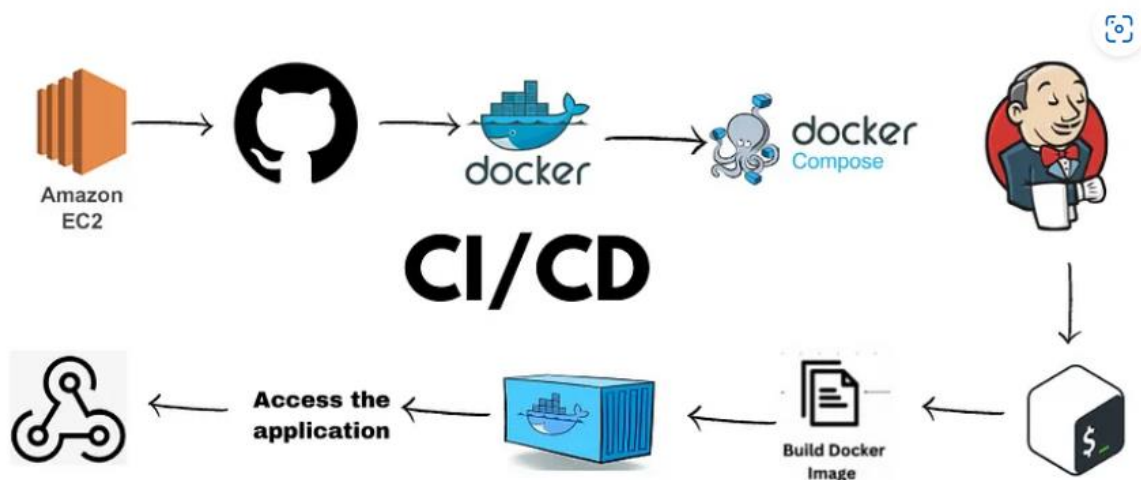 Amazon
EC2
docker
docker
Compose
CI/CD
Access the
application
Build Docker
Image
$_